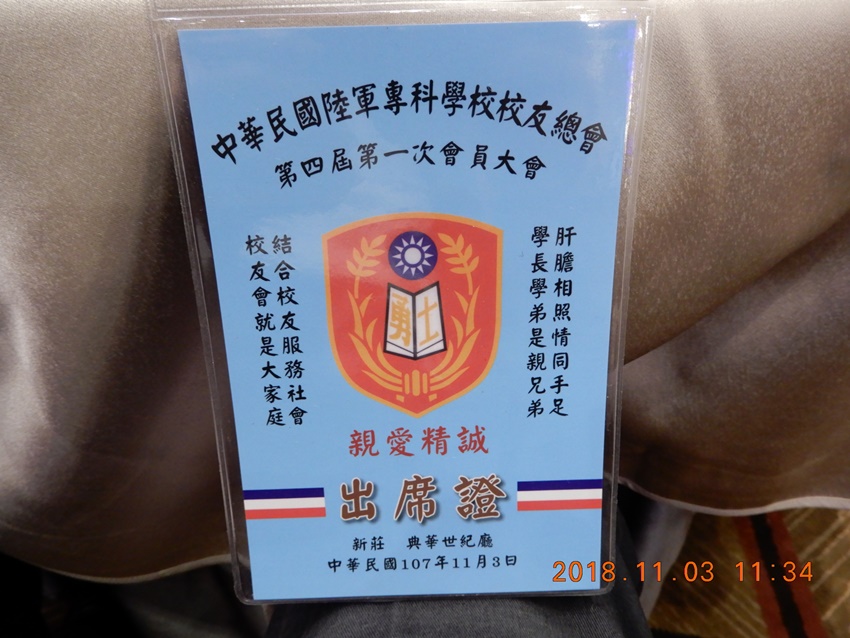 中華民國陸軍專科學校校友總會
第四屆第一次會員大會
肝膽相照情同手足
學長學弟是親兄弟
結合校友服務社會
校友會就是大家庭
勇士
親愛精誠
出席證
新莊 典華世紀廳
中華民國107年11月3日
2018.11.03 11:34